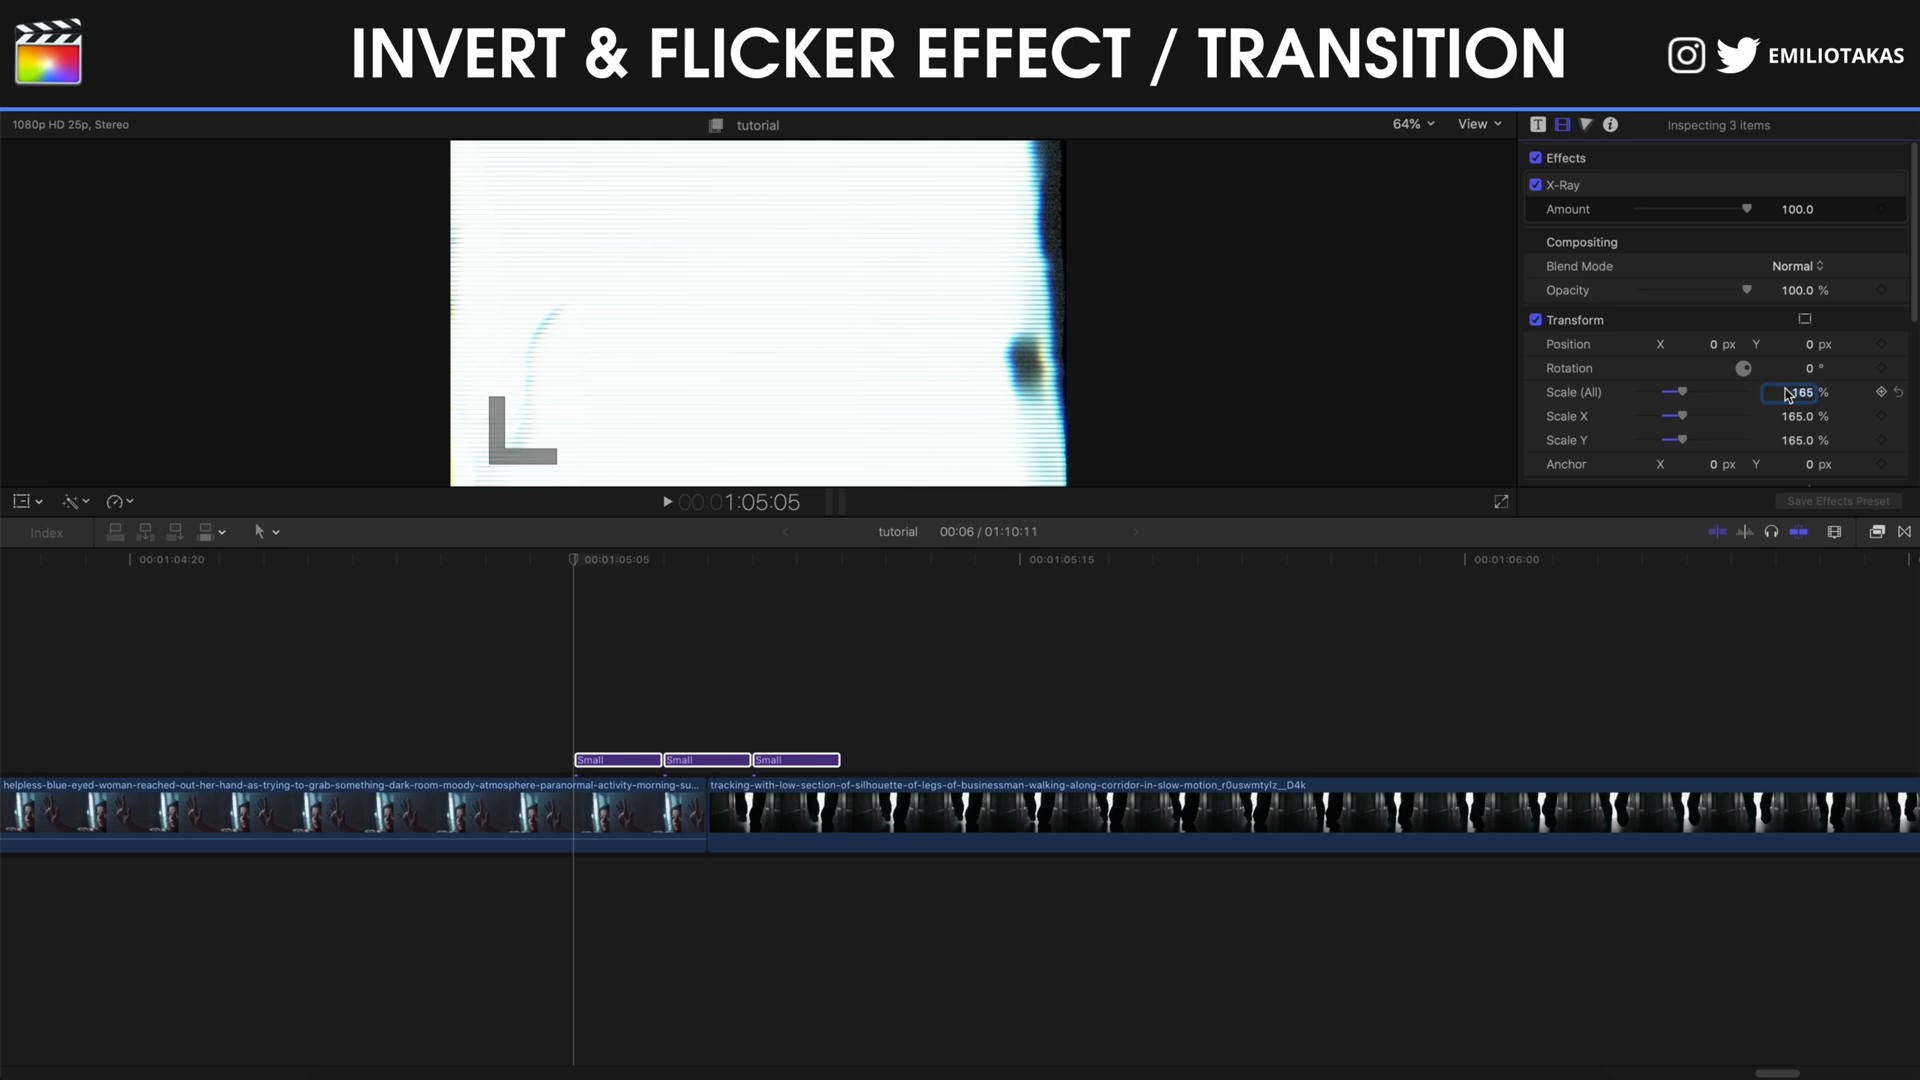 INVERT & FLICKER EFFECT / TRANSITION
EMILIOTAKAS
1080p HD 25p, Stereo
tutorial
64%
View
T
Inspecting 3 items
Effects
X-Ray
Amount 100.0
Compositing
Blend Mode Normal
Opacity 100.0 %
Transform
Position X 0 px Y 0 px
Rotation 0 °
Scale (All) 165 %
Scale X 165.0 %
Scale Y 165.0 %
Anchor X 0 px Y 0 px
00:01:05:05
Save Effects Preset
Index
tutorial 00:06 / 01:10:11
00:01:04:20
00:01:05:05
00:01:05:15
00:01:06:00
Small
Small
Small
helpless-blue-eyed-woman-reached-out-her-hand-as-trying-to-grab-something-dark-room-moody-atmosphere-paranormal-activity-morning-su...
tracking-with-low-section-of-silhouette-of-legs-of-businessman-walking-along-corridor-in-slow-motion_r0uswmtylz__D4k